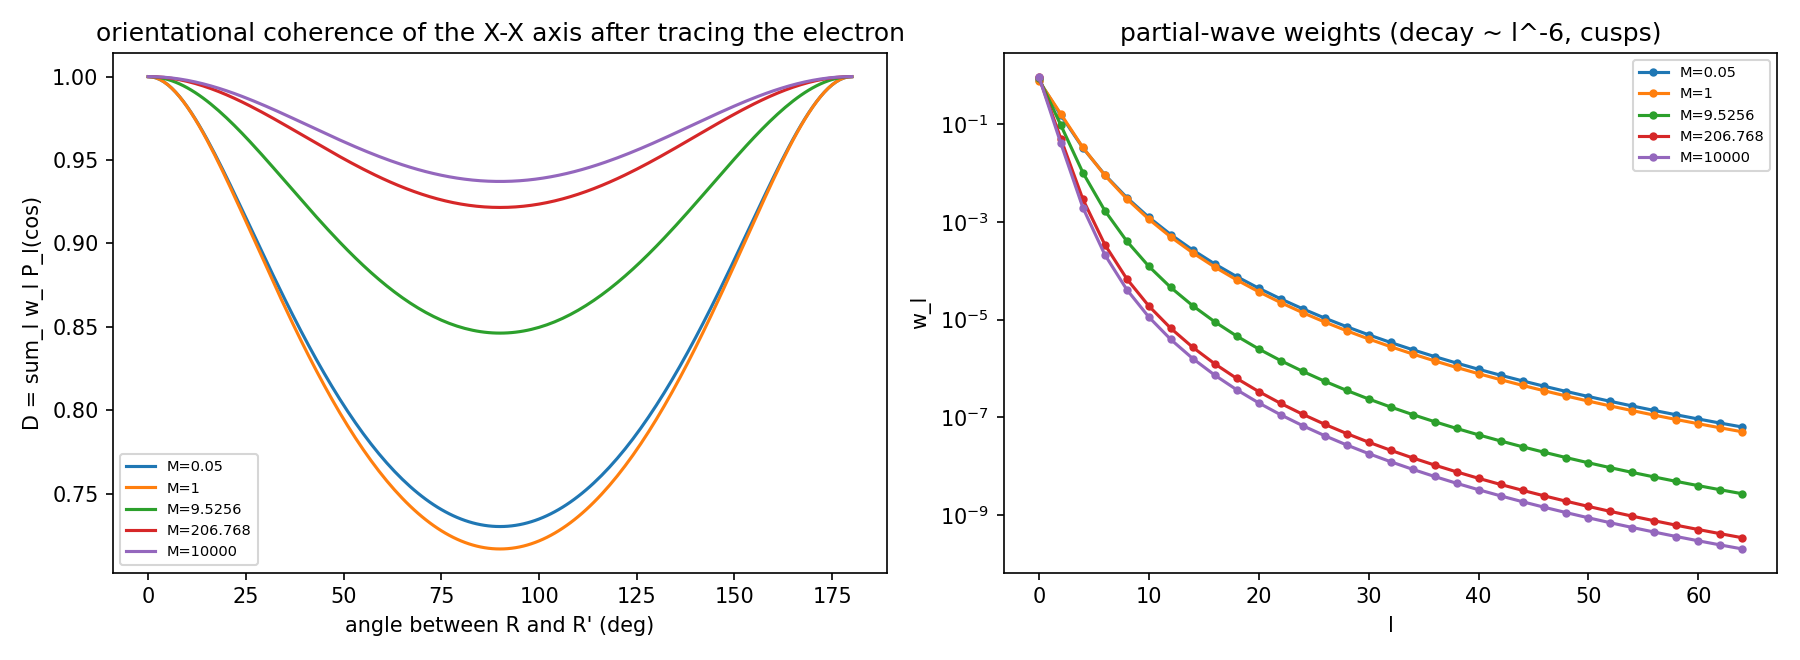 orientational coherence of the X-X axis after tracing the electron
D = sum_l w_l P_l(cos)
1.00
0.95
0.90
0.85
0.80
0.75
M=0.05
M=1
M=9.5256
M=206.768
M=10000
0
25
50
75
100
125
150
175
angle between R and R' (deg)
partial-wave weights (decay ~ l^-6, cusps)
w_l
10⁻¹
10⁻³
10⁻⁵
10⁻⁷
10⁻⁹
M=0.05
M=1
M=9.5256
M=206.768
M=10000
0
10
20
30
40
50
60
l